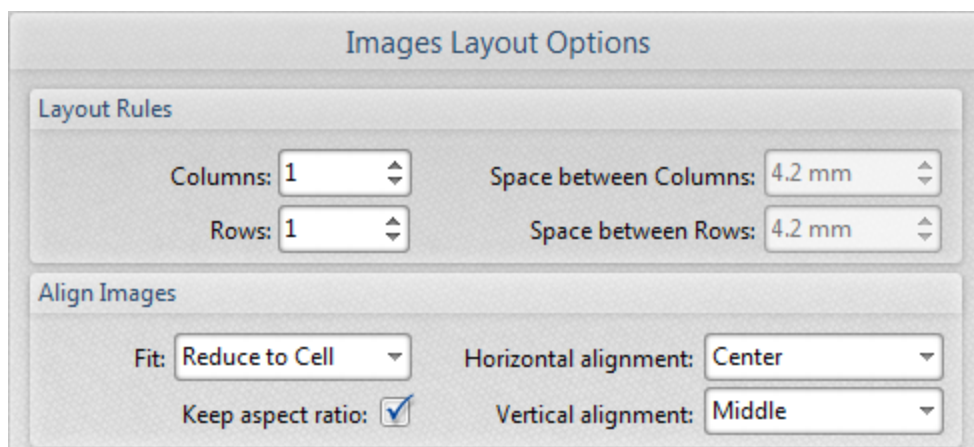 Images Layout Options
Layout Rules
Columns: 1 Space between Columns: 4.2 mm
Rows: 1 Space between Rows: 4.2 mm
Align Images
Fit: Reduce to Cell Horizontal alignment: Center
Keep aspect ratio: Vertical alignment: Middle